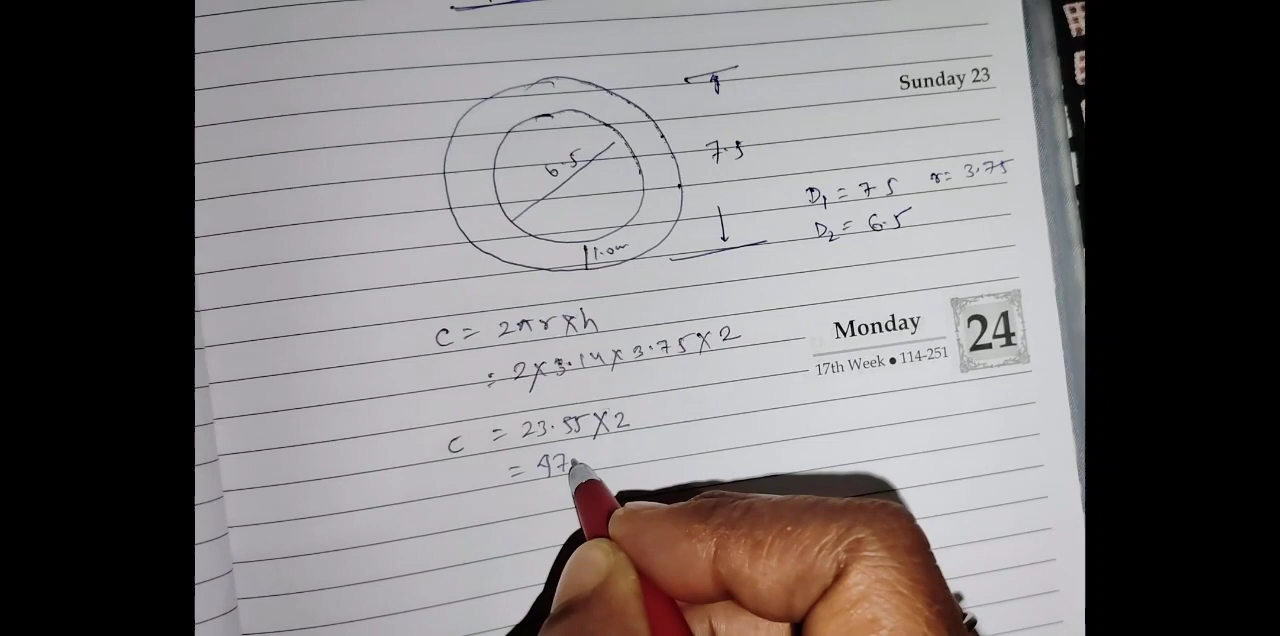 Sunday 23
6.5
7.5
D₁ = 7 5 r = 3.75
D₂ = 6.5
1.0m
C = 2πr×h
Monday
24
17th Week ● 114-251
= 2×3.14×3.75×2
C = 23.55×2
= 47